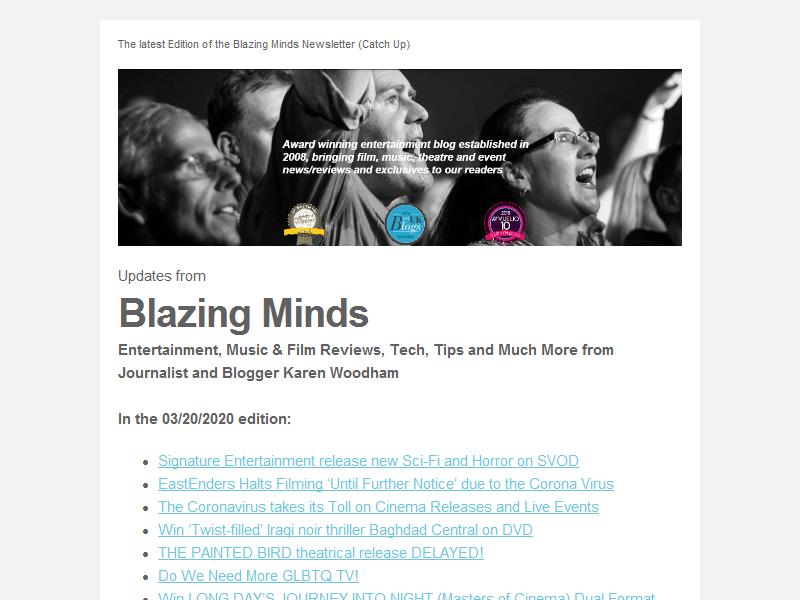 The latest Edition of the Blazing Minds Newsletter (Catch Up)
Award winning entertainment blog established in
2008, bringing film, music, theatre and event
news/reviews and exclusives to our readers
Blogs
VUELIO
10
Updates from
Blazing Minds
Entertainment, Music & Film Reviews, Tech, Tips and Much More from
Journalist and Blogger Karen Woodham
In the 03/20/2020 edition:
Signature Entertainment release new Sci-Fi and Horror on SVOD
EastEnders Halts Filming ‘Until Further Notice’ due to the Corona Virus
The Coronavirus takes its Toll on Cinema Releases and Live Events
Win ‘Twist-filled’ Iraqi noir thriller Baghdad Central on DVD
THE PAINTED BIRD theatrical release DELAYED!
Do We Need More GLBTQ TV!
Win LONG DAY’S JOURNEY INTO NIGHT (Masters of Cinema) Dual Format